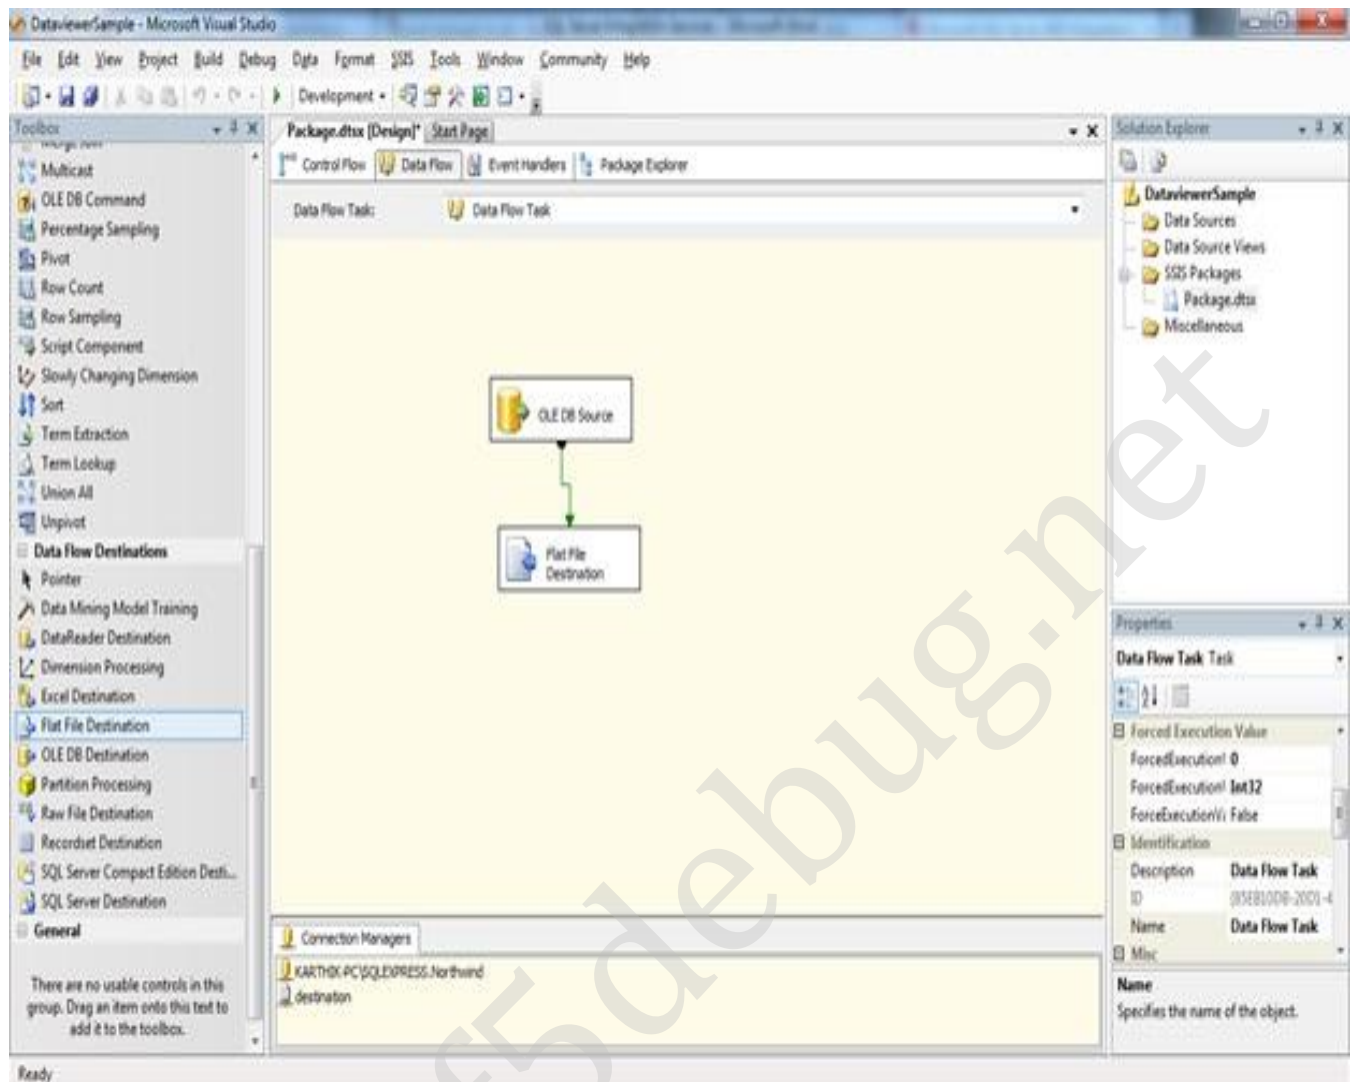 DataviewerSample - Microsoft Visual Studio
File Edit View Project Build Debug Data Format SSIS Tools Window Community Help
Development
Toolbox
Package.dtsx [Design]* Start Page
Solution Explorer
Multicast
OLE DB Command
Percentage Sampling
Pivot
Row Count
Row Sampling
Script Component
Slowly Changing Dimension
Sort
Term Extraction
Term Lookup
Union All
Unpivot
Data Flow Destinations
Pointer
Data Mining Model Training
DataReader Destination
Dimension Processing
Excel Destination
Flat File Destination
OLE DB Destination
Partition Processing
Raw File Destination
Recordset Destination
SQL Server Compact Edition Desti...
SQL Server Destination
General
There are no usable controls in this
group. Drag an item onto this text to
add it to the toolbox.
Control Flow Data Flow Event Handlers Package Explorer
Data Flow Task: Data Flow Task
OLE DB Source
Flat File
Destination
Connection Managers
KARTHIK-PC\SQLEXPRESS.Northwind
destination
DataviewerSample
Data Sources
Data Source Views
SSIS Packages
Package.dtsx
Miscellaneous
Properties
Data Flow Task Task
Forced Execution Value
ForcedExecution 0
ForcedExecution Int32
ForceExecutionV False
Identification
Description Data Flow Task
ID
Name Data Flow Task
Misc
Name
Specifies the name of the object.
Ready
f5debug.net